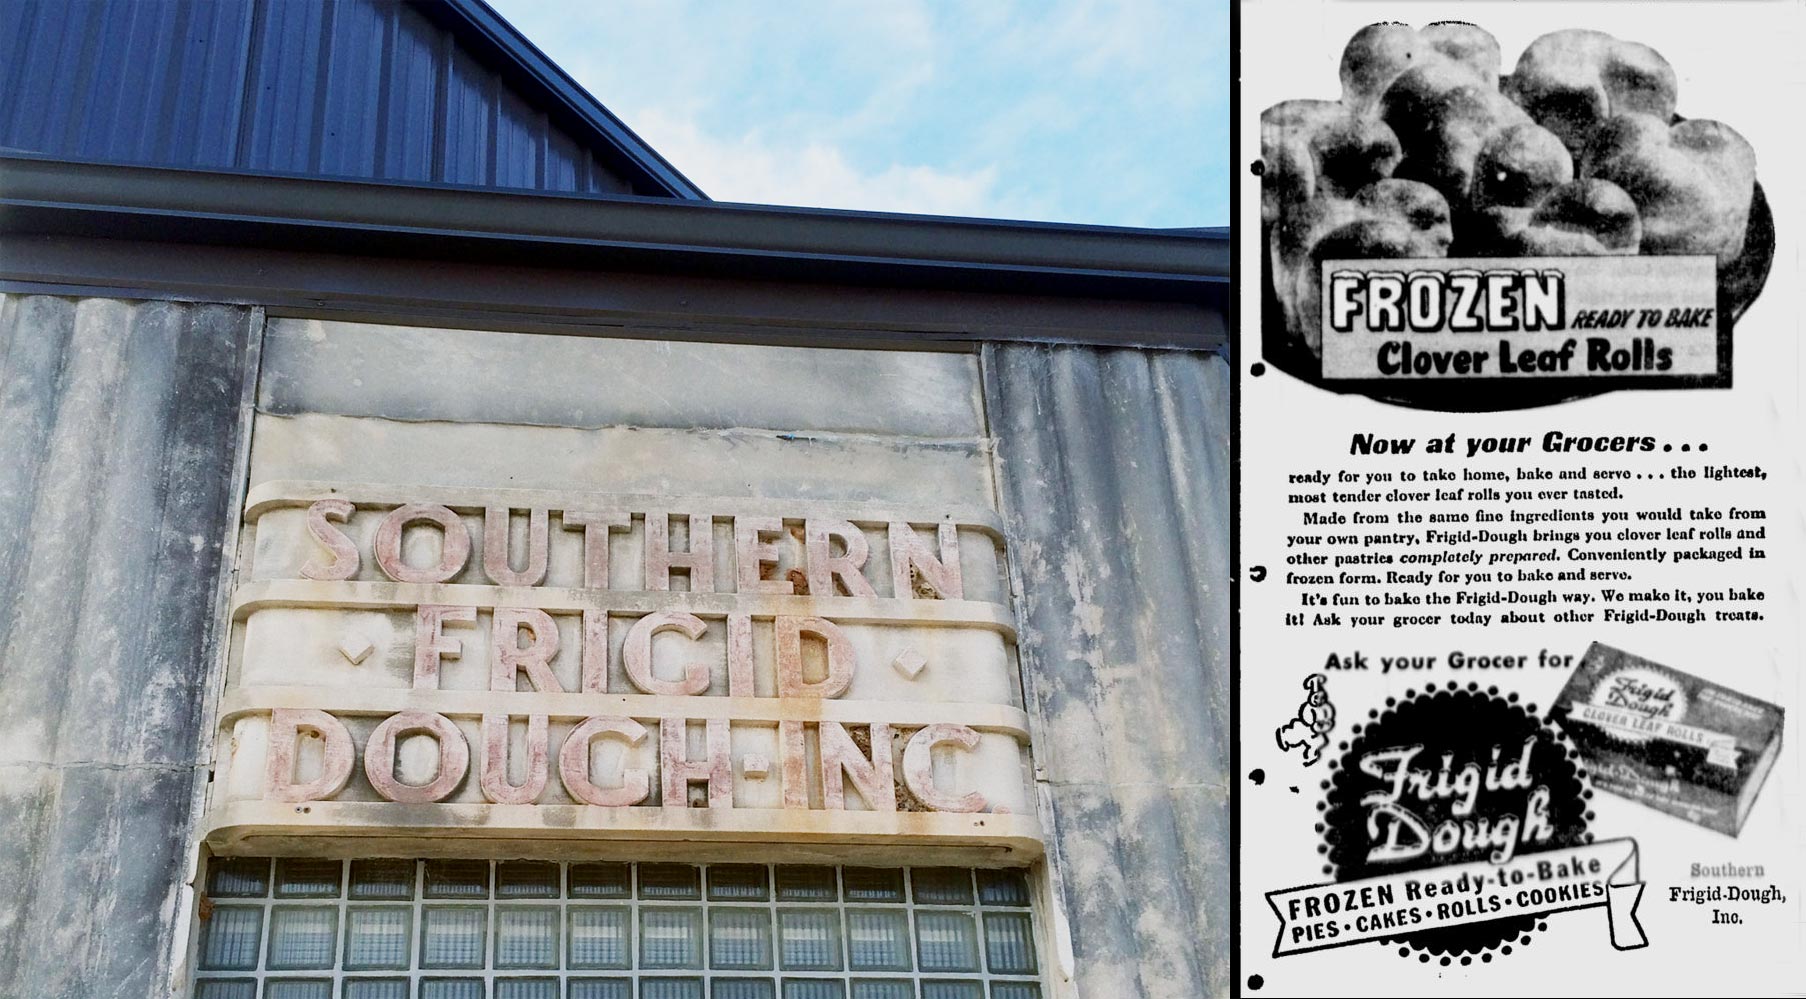 SOUTHERN
FRIGID
DOUGH-INC.
FROZEN READY TO BAKE
Clover Leaf Rolls
Now at your Grocers...
ready for you to take home, bake and serve... the lightest,
most tender clover leaf rolls you ever tasted.
Made from the same fine ingredients you would take from
your own pantry, Frigid-Dough brings you clover leaf rolls and
other pastries completely prepared. Conveniently packaged in
frozen form. Ready for you to bake and serve.
It's fun to bake the Frigid-Dough way. We make it, you bake
it! Ask your grocer today about other Frigid-Dough treats.
Ask your Grocer for
Frigid
Dough
CLOVER LEAF ROLLS
Frigid-Dough
Frigid
Dough
FROZEN Ready-to-Bake
PIES•CAKES•ROLLS•COOKIES
Southern
Frigid-Dough,
Inc.